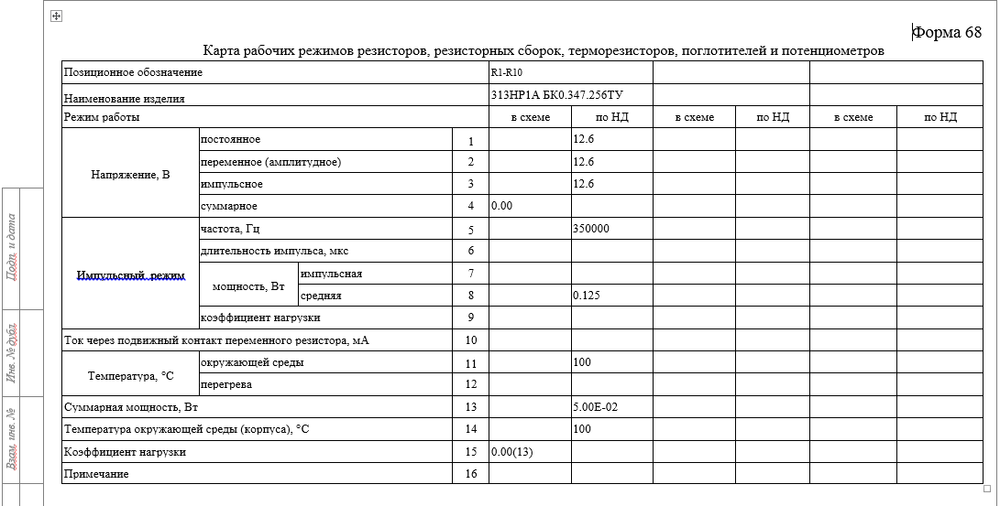 Форма 68
Карта рабочих режимов резисторов, резисторных сборок, терморезисторов, поглотителей и потенциометров
Позиционное обозначение R1-R10
Наименование изделия 313НР1А БК0.347.256ТУ
Режим работы в схеме по НД в схеме по НД в схеме по НД
Напряжение, В
постоянное 1 12.6
переменное (амплитудное) 2 12.6
импульсное 3 12.6
суммарное 4 0.00
Импульсный режим
частота, Гц 5 350000
длительность импульса, мкс 6
мощность, Вт
импульсная 7
средняя 8 0.125
коэффициент нагрузки 9
Ток через подвижный контакт переменного резистора, мА 10
Температура, °С
окружающей среды 11 100
перегрева 12
Суммарная мощность, Вт 13 5.00E-02
Температура окружающей среды (корпуса), °С 14 100
Коэффициент нагрузки 15 0.00(13)
Примечание 16
Подп. и дата
Инв. № дубл.
Взам. инв. №